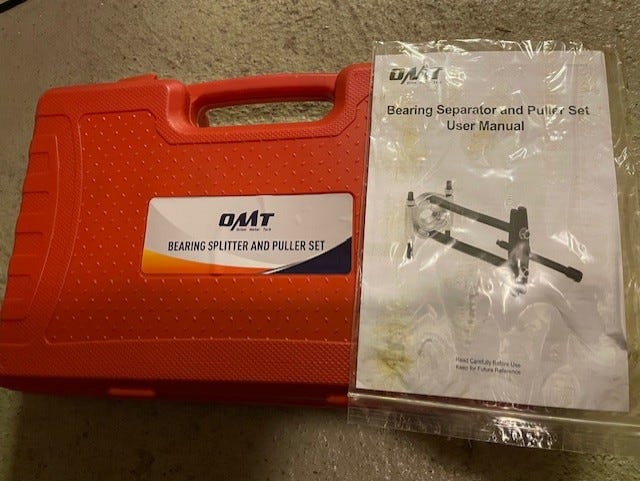 OMT
BEARING SPLITTER AND PULLER SET
OMT
Bearing Separator and Puller Set
User Manual
Read Carefully Before Use
Keep for Future Reference